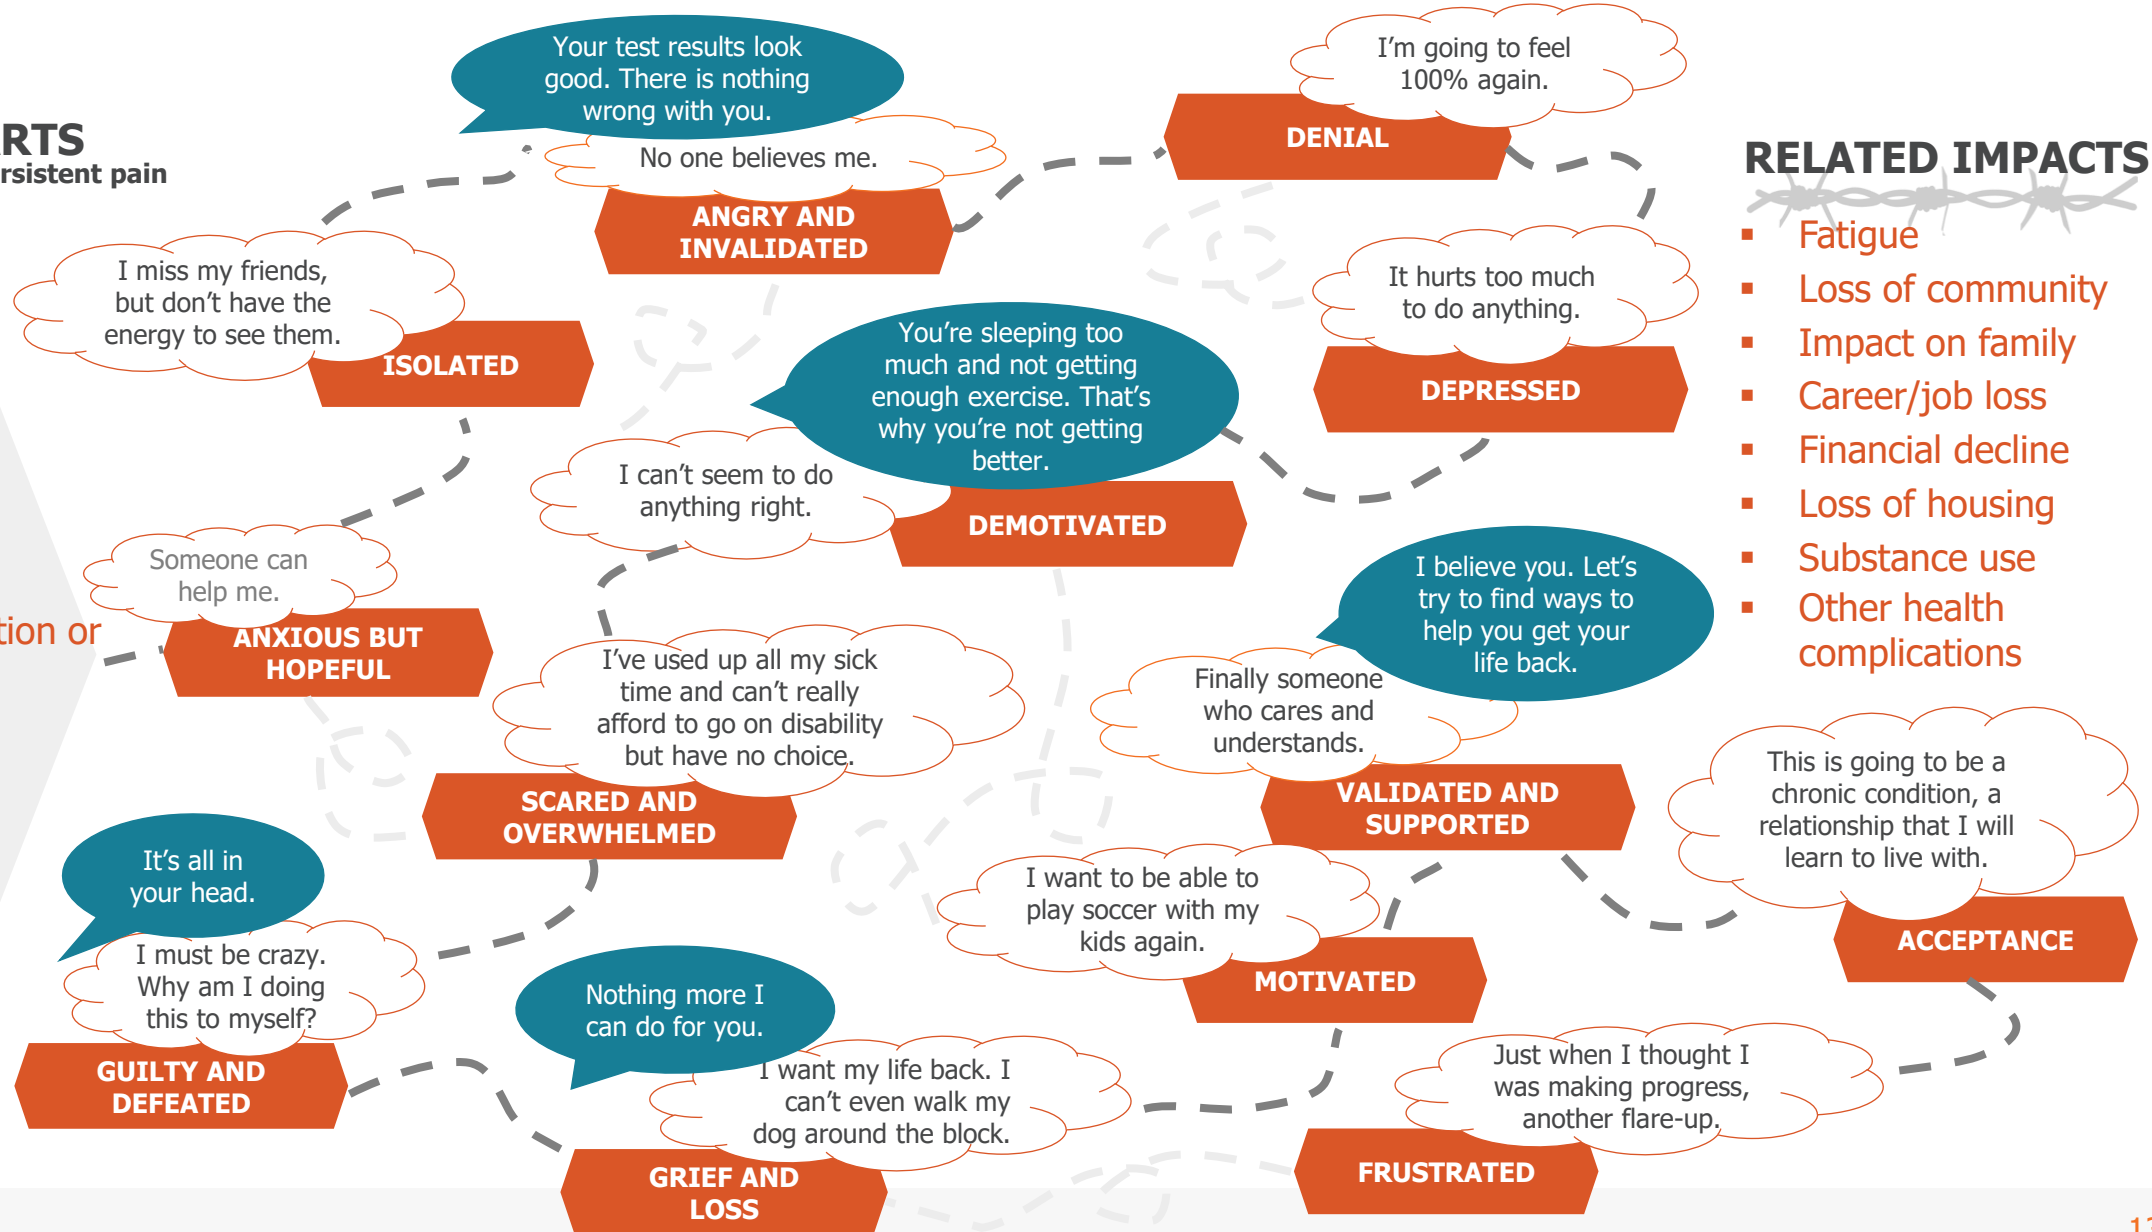 RTS
rsistent pain
tion or
Someone can
help me.
ANXIOUS BUT
HOPEFUL
I miss my friends,
but don't have the
energy to see them.
ISOLATED
Your test results look
good. There is nothing
wrong with you.
No one believes me.
ANGRY AND
INVALIDATED
I'm going to feel
100% again.
DENIAL
It hurts too much
to do anything.
DEPRESSED
You're sleeping too
much and not getting
enough exercise. That's
why you're not getting
better.
I can't seem to do
anything right.
DEMOTIVATED
I've used up all my sick
time and can't really
afford to go on disability
but have no choice.
SCARED AND
OVERWHELMED
It's all in
your head.
I must be crazy.
Why am I doing
this to myself?
GUILTY AND
DEFEATED
Nothing more I
can do for you.
I want my life back. I
can't even walk my
dog around the block.
GRIEF AND
LOSS
I want to be able to
play soccer with my
kids again.
MOTIVATED
I believe you. Let's
try to find ways to
help you get your
life back.
Finally someone
who cares and
understands.
VALIDATED AND
SUPPORTED
This is going to be a
chronic condition, a
relationship that I will
learn to live with.
ACCEPTANCE
Just when I thought I
was making progress,
another flare-up.
FRUSTRATED
RELATED IMPACTS
▪ Fatigue
▪ Loss of community
▪ Impact on family
▪ Career/job loss
▪ Financial decline
▪ Loss of housing
▪ Substance use
▪ Other health
complications